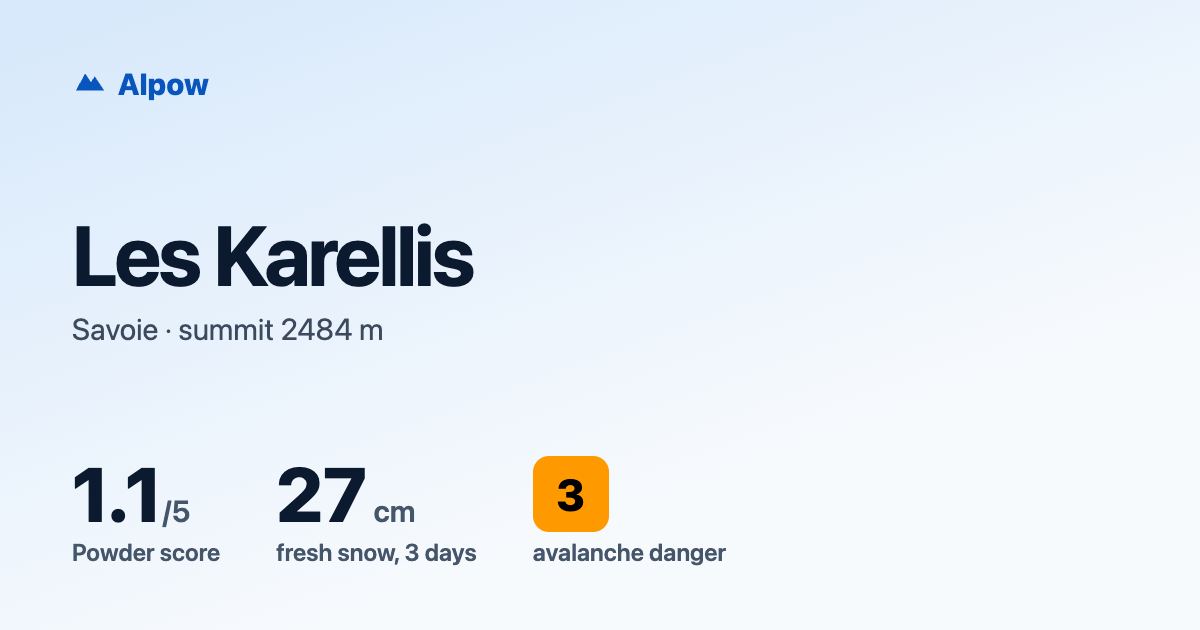 Alpow
Les Karellis
Savoie · summit 2484 m
1.1/5
Powder score
27 cm
fresh snow, 3 days
3
avalanche danger